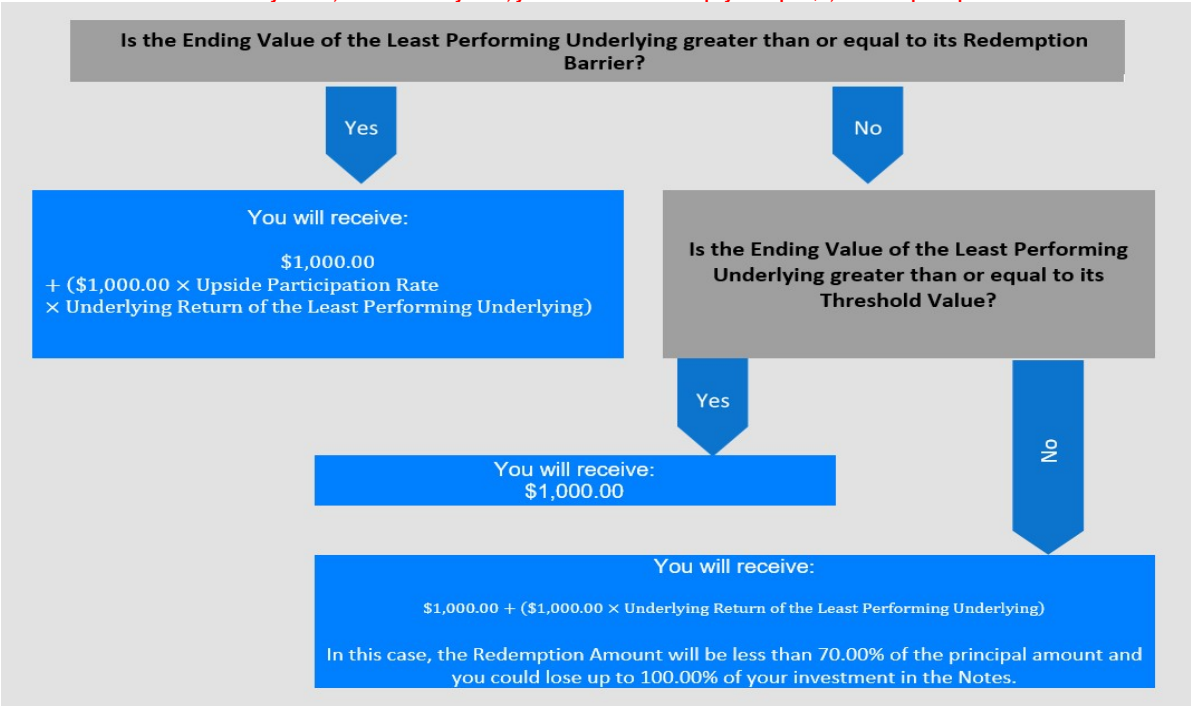 Is the Ending Value of the Least Performing Underlying greater than or equal to its Redemption
Barrier?
Yes
No
You will receive:
$1,000.00
+ ($1,000.00 × Upside Participation Rate
× Underlying Return of the Least Performing Underlying)
Is the Ending Value of the Least Performing
Underlying greater than or equal to its
Threshold Value?
Yes
No
You will receive:
$1,000.00
You will receive:
$1,000.00 + ($1,000.00 × Underlying Return of the Least Performing Underlying)
In this case, the Redemption Amount will be less than 70.00% of the principal amount and
you could lose up to 100.00% of your investment in the Notes.